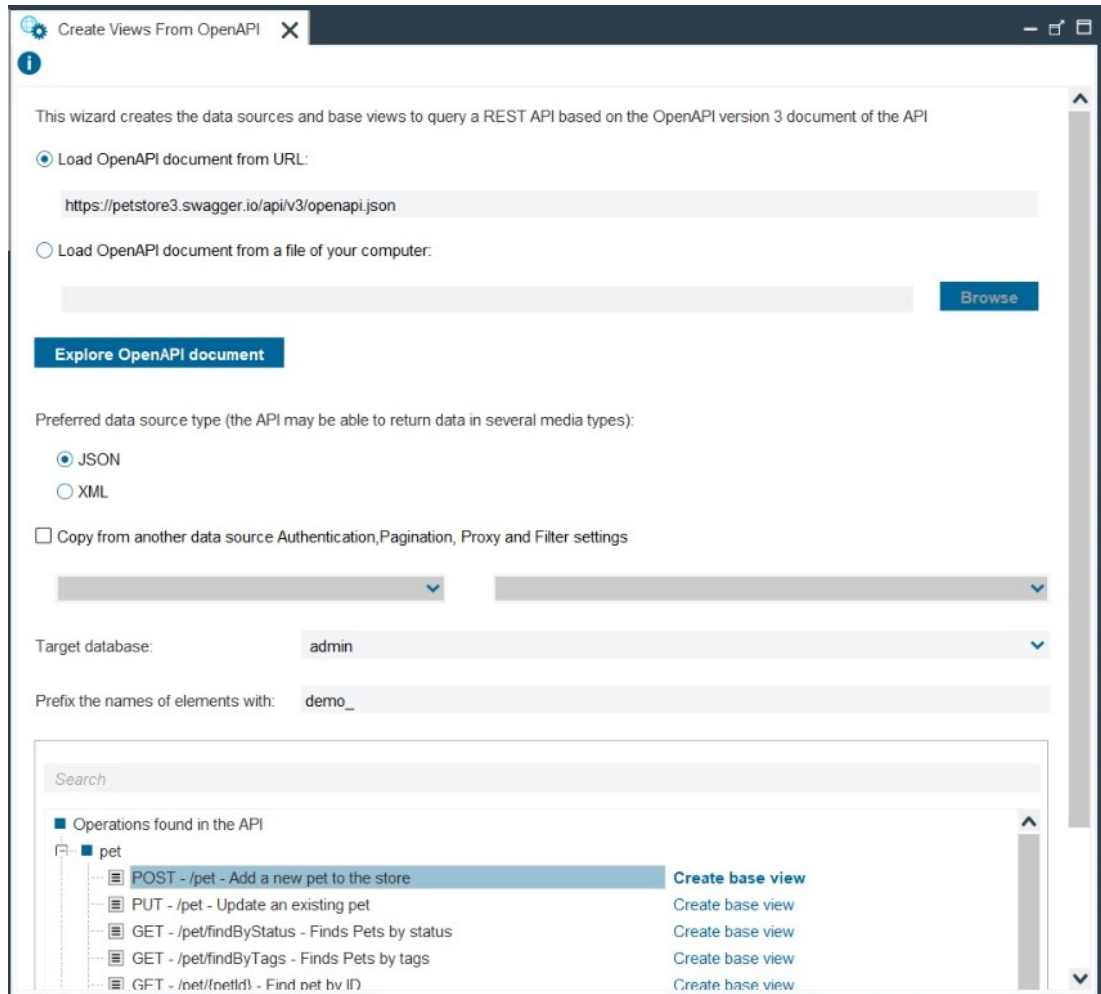 Create Views From OpenAPI
This wizard creates the data sources and base views to query a REST API based on the OpenAPI version 3 document of the API
Load OpenAPI document from URL:
https://petstore3.swagger.io/api/v3/openapi.json
Load OpenAPI document from a file of your computer:
Browse
Explore OpenAPI document
Preferred data source type (the API may be able to return data in several media types):
JSON
XML
Copy from another data source Authentication,Pagination, Proxy and Filter settings
Target database: admin
Prefix the names of elements with: demo_
Search
Operations found in the API
pet
POST - /pet - Add a new pet to the store Create base view
PUT - /pet - Update an existing pet Create base view
GET - /pet/findByStatus - Finds Pets by status Create base view
GET - /pet/findByTags - Finds Pets by tags Create base view
GET - /pet/{petId} - Find pet by ID Create base view